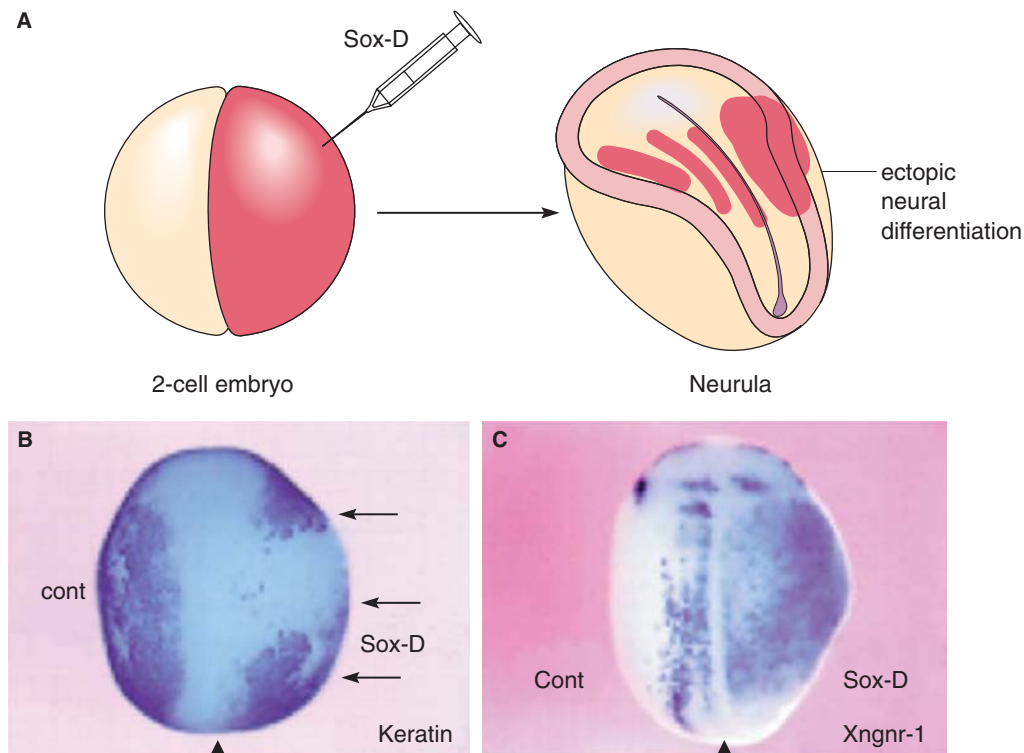 A
Sox-D
ectopic
neural
differentiation
2-cell embryo
Neurula
B
cont
Sox-D
Keratin
C
Cont
Sox-D
Xngnr-1